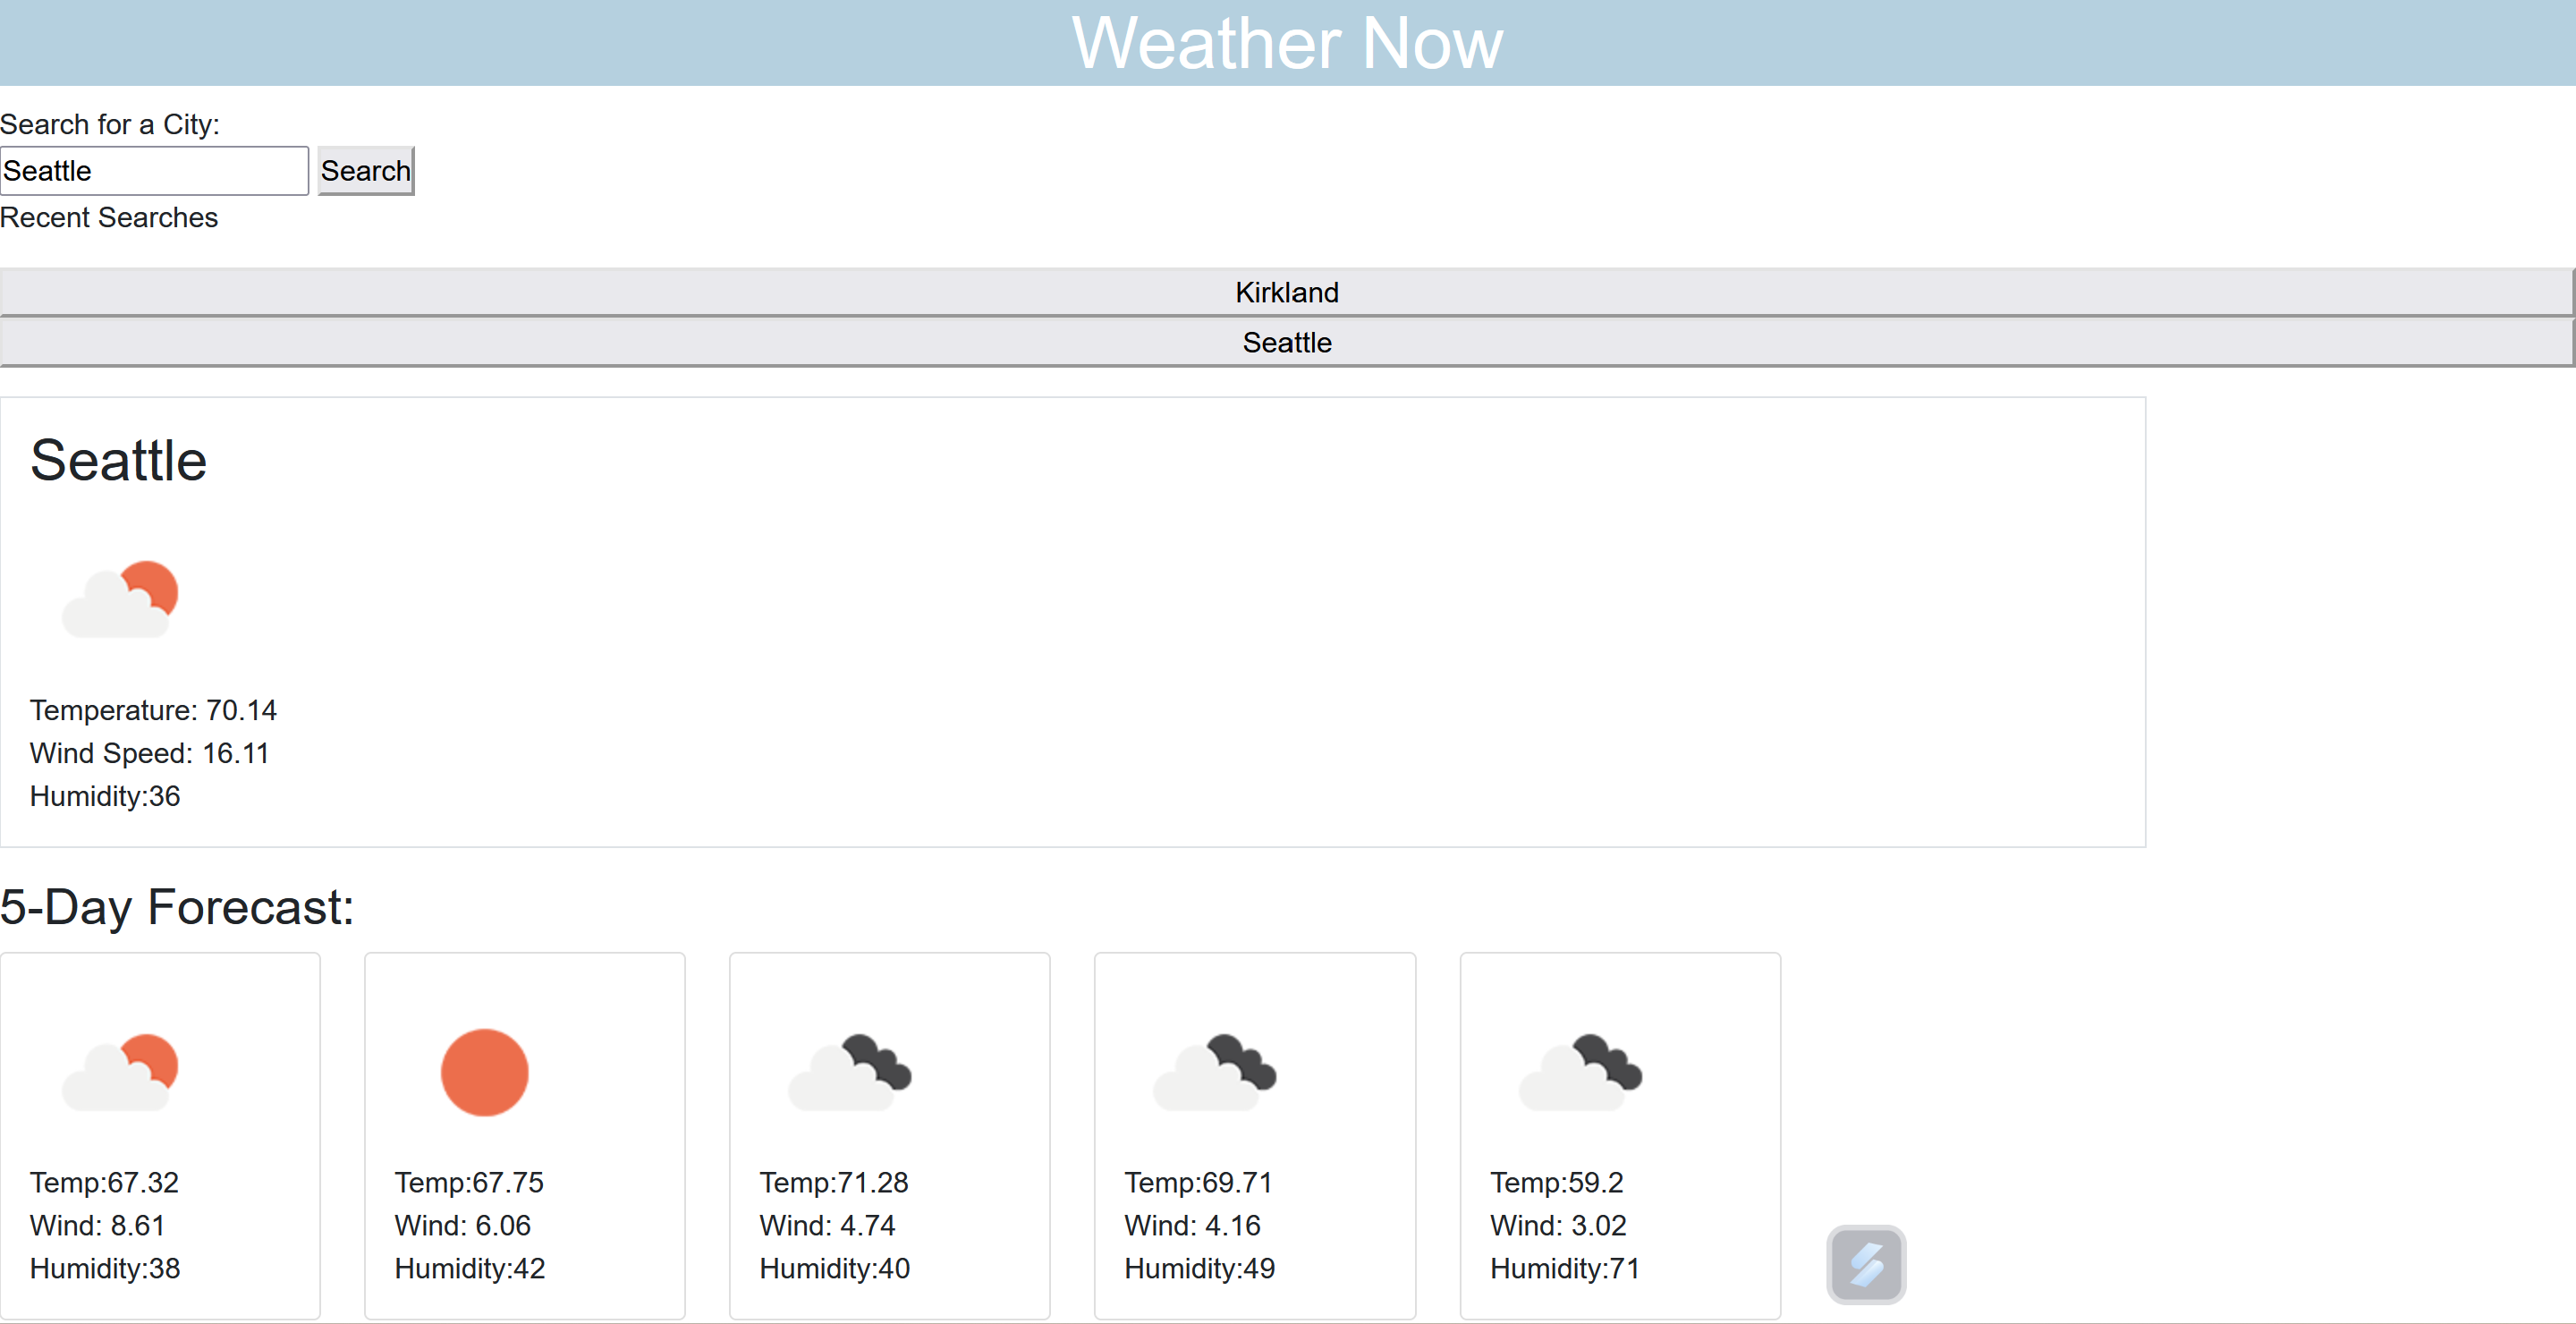 Weather Now
Search for a City:
Seattle
Search
Recent Searches
Kirkland
Seattle
Seattle
Temperature: 70.14
Wind Speed: 16.11
Humidity:36
5-Day Forecast:
Temp:67.32
Wind: 8.61
Humidity:38
Temp:67.75
Wind: 6.06
Humidity:42
Temp:71.28
Wind: 4.74
Humidity:40
Temp:69.71
Wind: 4.16
Humidity:49
Temp:59.2
Wind: 3.02
Humidity:71